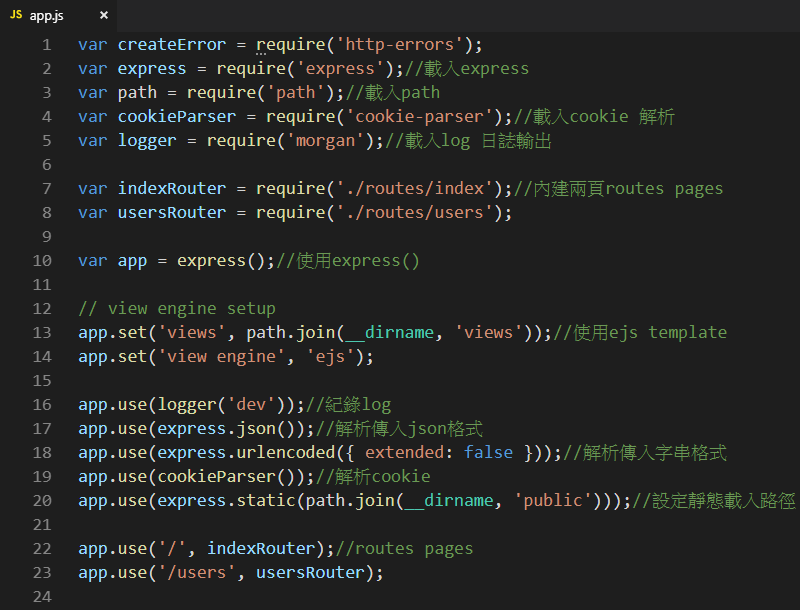 JS app.js ×
1 var createError = require('http-errors');
2 var express = require('express');//載入express
3 var path = require('path');//載入path
4 var cookieParser = require('cookie-parser');//載入cookie 解析
5 var logger = require('morgan');//載入log 日誌輸出
6
7 var indexRouter = require('./routes/index');//內建兩頁routes pages
8 var usersRouter = require('./routes/users');
9
10 var app = express();//使用express()
11
12 // view engine setup
13 app.set('views', path.join(__dirname, 'views'));//使用ejs template
14 app.set('view engine', 'ejs');
15
16 app.use(logger('dev'));//紀錄log
17 app.use(express.json());//解析傳入json格式
18 app.use(express.urlencoded({ extended: false }));//解析傳入字串格式
19 app.use(cookieParser());//解析cookie
20 app.use(express.static(path.join(__dirname, 'public')));//設定靜態載入路徑
21
22 app.use('/', indexRouter);//routes pages
23 app.use('/users', usersRouter);
24